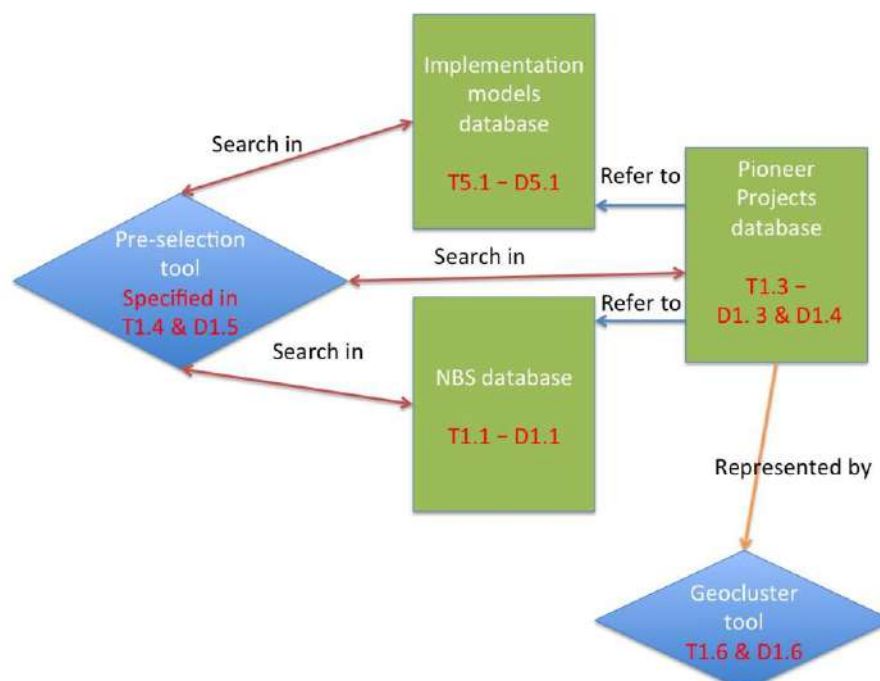 Implementation
models
database
T5.1 – D5.1
Search in
Refer to
Pioneer
Projects
database
T1.3 –
D1. 3 & D1.4
Pre-selection
tool
Specified in
T1.4 & D1.5
Search in
Refer to
Search in
NBS database
T1.1 – D1.1
Represented by
Geocluster
tool
T1.6 & D1.6